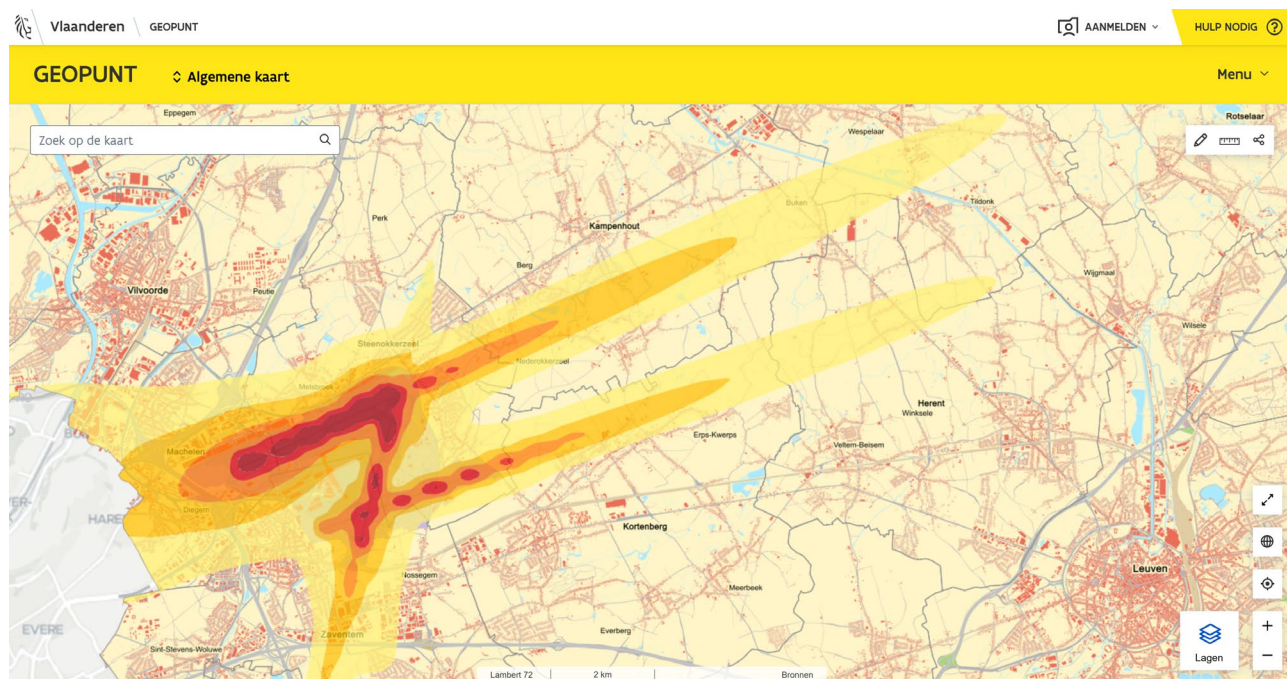 Vlaanderen
GEOPUNT
AANMELDEN
HULP NODIG
GEOPUNT
Algemene kaart
Menu
Eppegem
Rotselaar
Zoek op de kaart
Wespelaar
Perk
Kampenhout
Buken
Tildonk
Berg
Wijgmaal
Vilvoorde
Peutie
Wilsele
Steenokkerzeel
Nederokkerzeel
Melsbroek
Herent
Winksele
Erps-Kwerps
Veltem-Beisem
Machelen
Diegem
HAREN
Kortenberg
Leuven
Nossegem
Meerbeek
EVERE
Everberg
Zaventem
Sint-Stevens-Woluwe
Lagen
Lambert 72
2 km
Bronnen